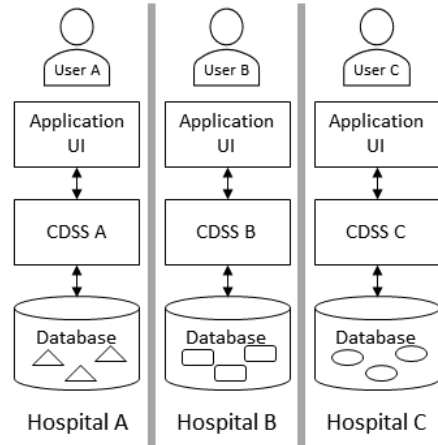 User A
User B
User C
Application
UI
Application
UI
Application
UI
CDSS A
CDSS B
CDSS C
Database
Database
Database
Hospital A
Hospital B
Hospital C